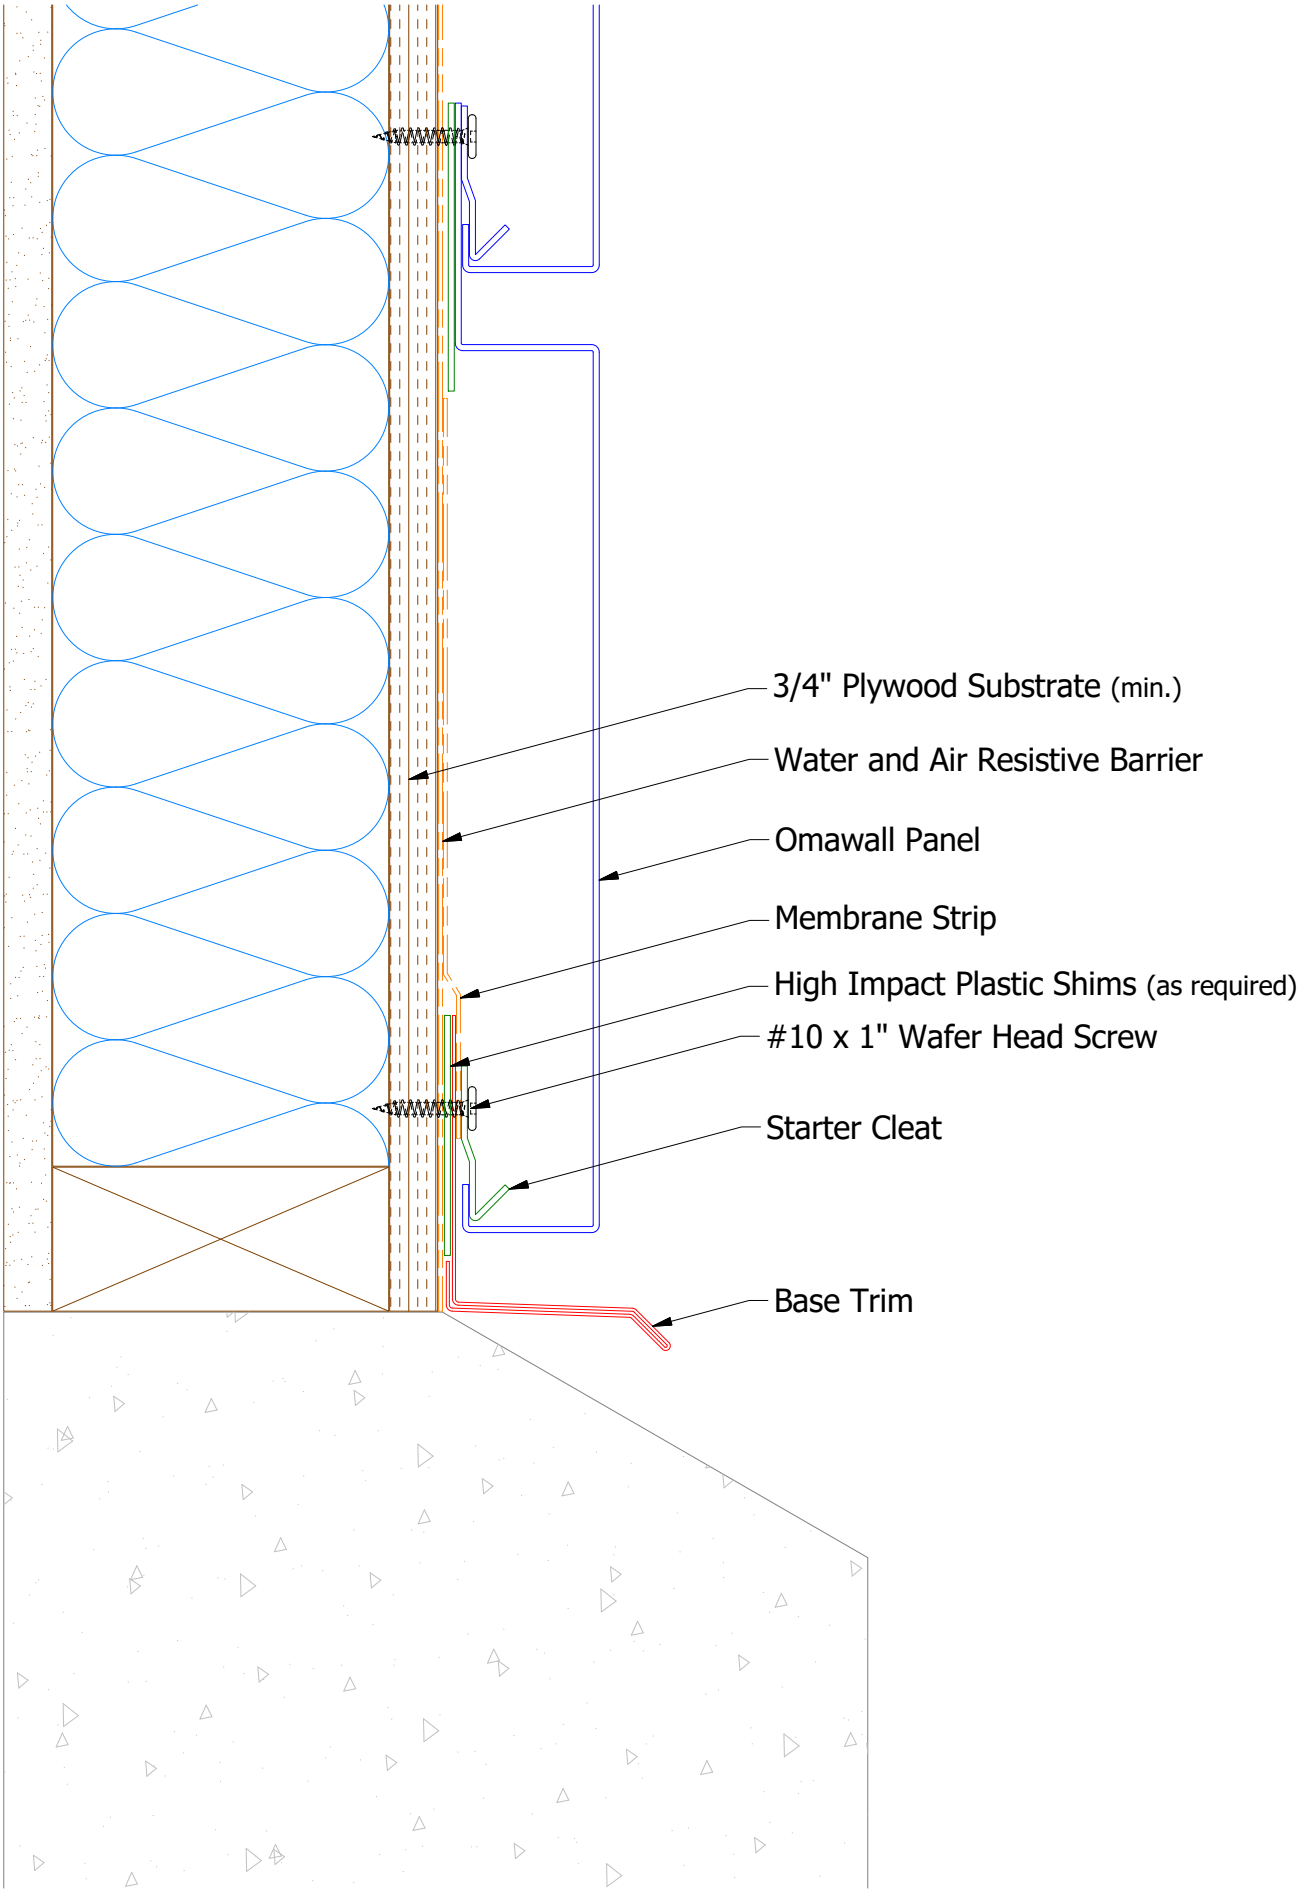 3/4" Plywood Substrate (min.)
Water and Air Resistive Barrier
Omawall Panel
Membrane Strip
High Impact Plastic Shims (as required)
#10 x 1" Wafer Head Screw
Starter Cleat
Base Trim